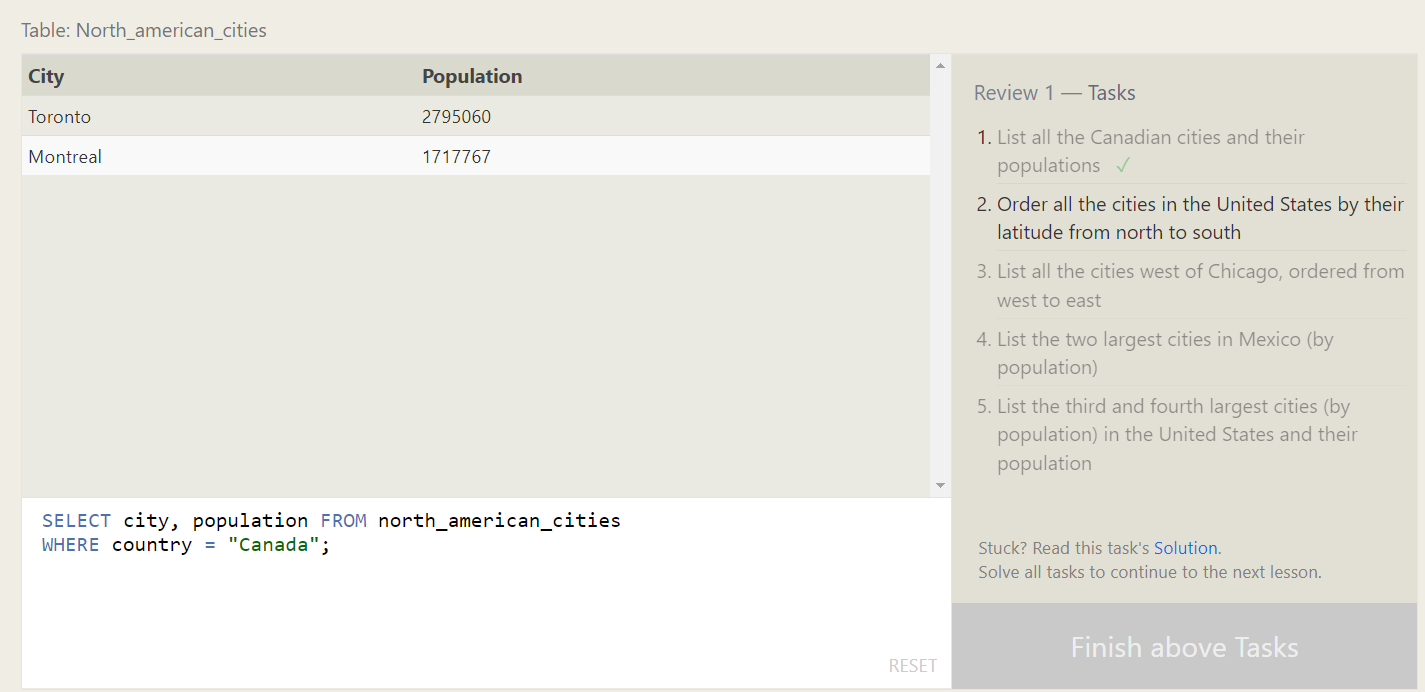 Table: North_american_cities
City Population
Toronto 2795060
Montreal 1717767
SELECT city, population FROM north_american_cities
WHERE country = "Canada";
RESET
Review 1 — Tasks
1. List all the Canadian cities and their
populations ✓
2. Order all the cities in the United States by their
latitude from north to south
3. List all the cities west of Chicago, ordered from
west to east
4. List the two largest cities in Mexico (by
population)
5. List the third and fourth largest cities (by
population) in the United States and their
population
Stuck? Read this task's Solution.
Solve all tasks to continue to the next lesson.
Finish above Tasks